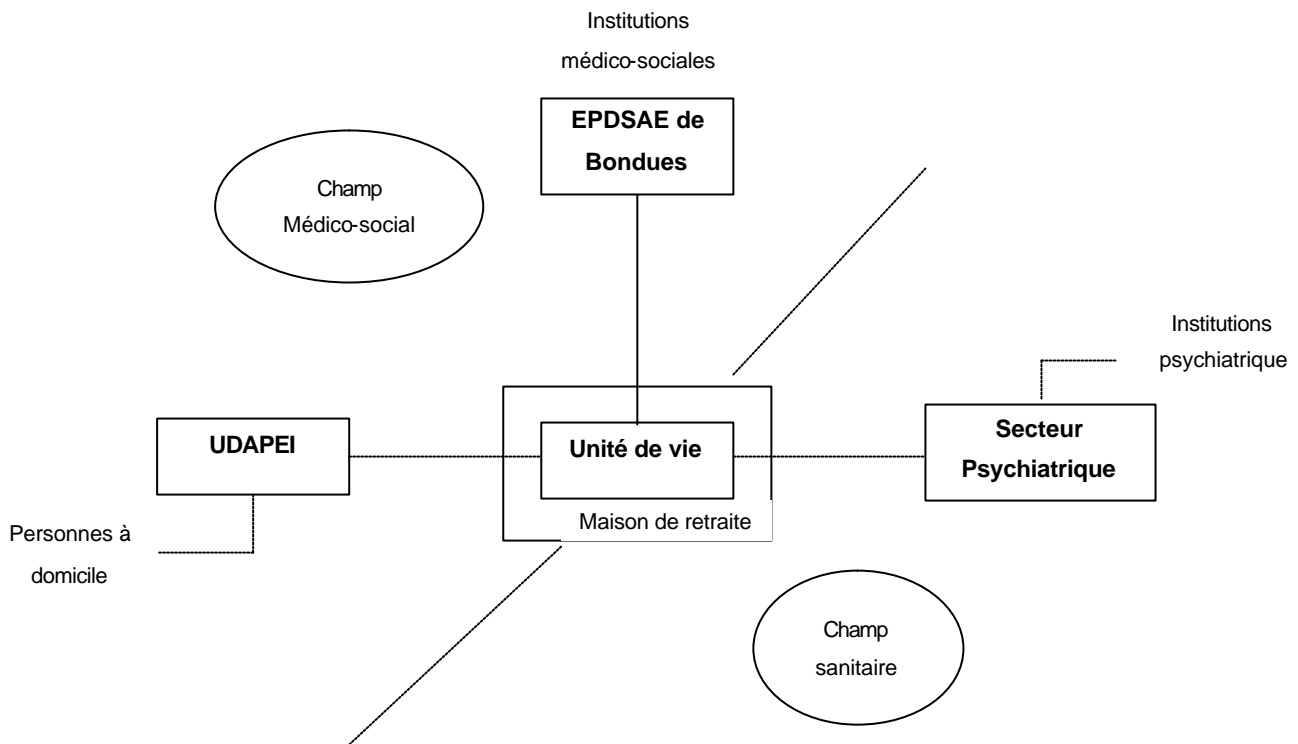 Institutions
médico-sociales
EPDSAE de
Bondues
Champ
Médico-social
Institutions
psychiatrique
UDAPEI
Unité de vie
Secteur
Psychiatrique
Maison de retraite
Personnes à
domicile
Champ
sanitaire